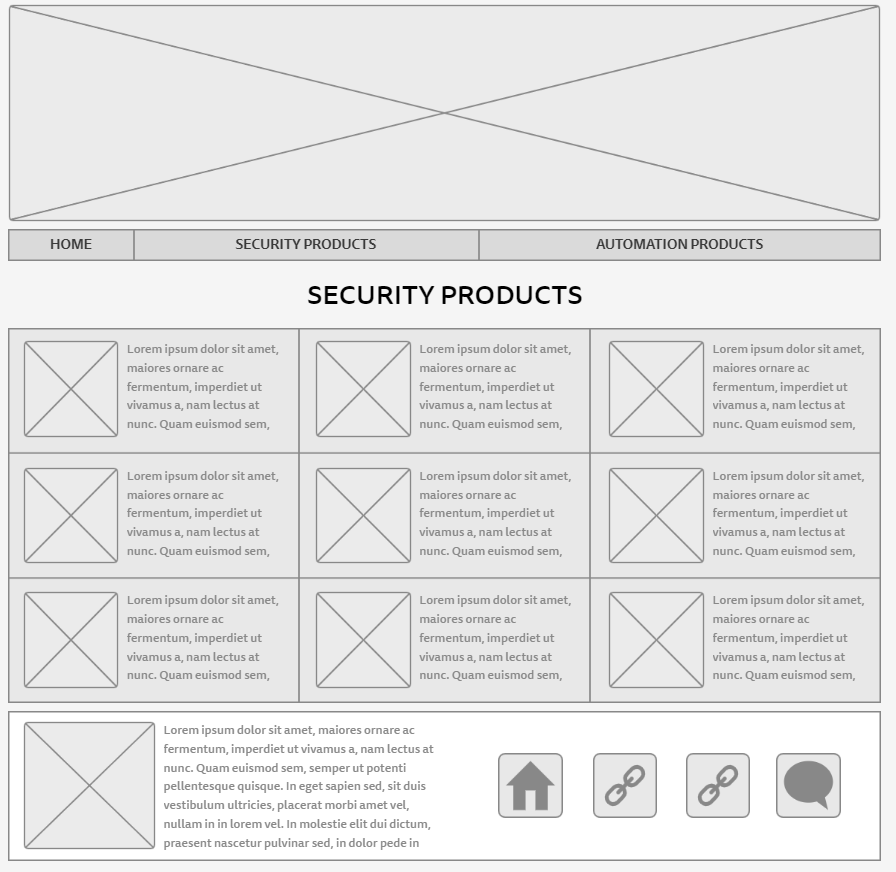 HOME
SECURITY PRODUCTS
AUTOMATION PRODUCTS
SECURITY PRODUCTS
Lorem ipsum dolor sit amet,
maiores ornare ac
fermentum, imperdiet ut
vivamus a, nam lectus at
nunc. Quam euismod sem,
Lorem ipsum dolor sit amet,
maiores ornare ac
fermentum, imperdiet ut
vivamus a, nam lectus at
nunc. Quam euismod sem,
Lorem ipsum dolor sit amet,
maiores ornare ac
fermentum, imperdiet ut
vivamus a, nam lectus at
nunc. Quam euismod sem,
Lorem ipsum dolor sit amet,
maiores ornare ac
fermentum, imperdiet ut
vivamus a, nam lectus at
nunc. Quam euismod sem,
Lorem ipsum dolor sit amet,
maiores ornare ac
fermentum, imperdiet ut
vivamus a, nam lectus at
nunc. Quam euismod sem,
Lorem ipsum dolor sit amet,
maiores ornare ac
fermentum, imperdiet ut
vivamus a, nam lectus at
nunc. Quam euismod sem,
Lorem ipsum dolor sit amet,
maiores ornare ac
fermentum, imperdiet ut
vivamus a, nam lectus at
nunc. Quam euismod sem,
Lorem ipsum dolor sit amet,
maiores ornare ac
fermentum, imperdiet ut
vivamus a, nam lectus at
nunc. Quam euismod sem,
Lorem ipsum dolor sit amet,
maiores ornare ac
fermentum, imperdiet ut
vivamus a, nam lectus at
nunc. Quam euismod sem,
Lorem ipsum dolor sit amet, maiores ornare ac
fermentum, imperdiet ut vivamus a, nam lectus at
nunc. Quam euismod sem, semper ut potenti
pellentesque quisque. In eget sapien sed, sit duis
vestibulum ultricies, placerat morbi amet vel,
nullam in in lorem vel. In molestie elit dui dictum,
praesent nascetur pulvinar sed, in dolor pede in